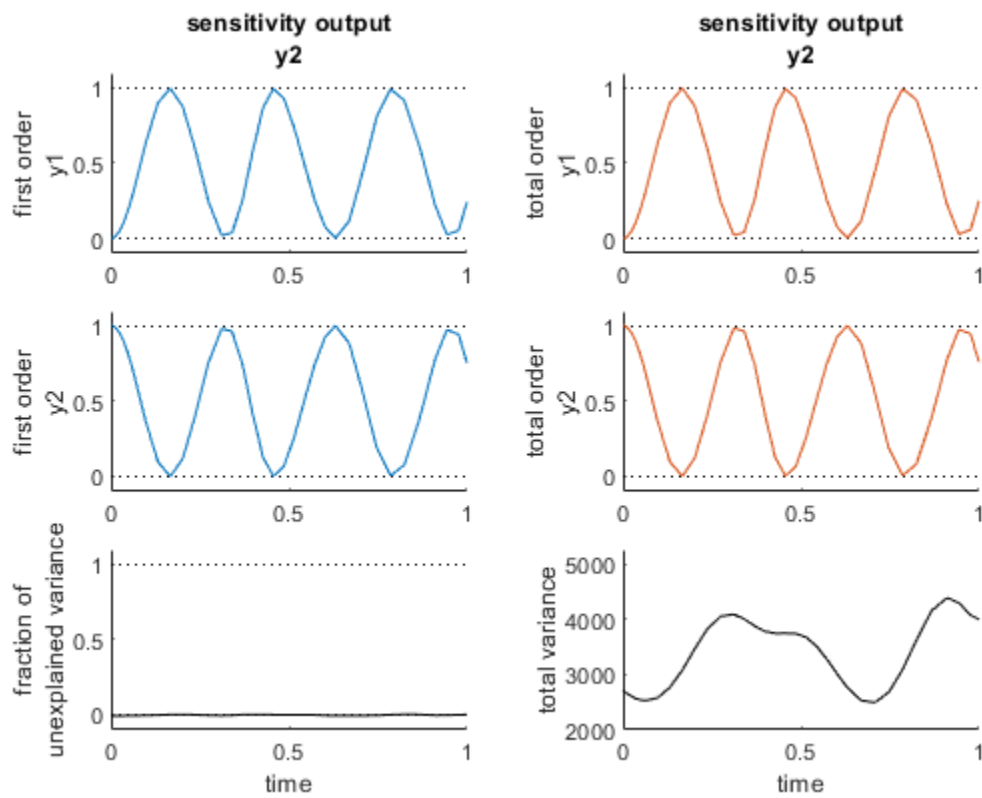 sensitivity output
y2
sensitivity output
y2
first order
y1
1
0.5
0
0
0.5
1
total order
y1
1
0.5
0
0
0.5
1
first order
y2
1
0.5
0
0
0.5
1
total order
y2
1
0.5
0
0
0.5
1
fraction of
unexplained variance
1
0.5
0
0
0.5
1
time
total variance
5000
4000
3000
2000
0
0.5
1
time